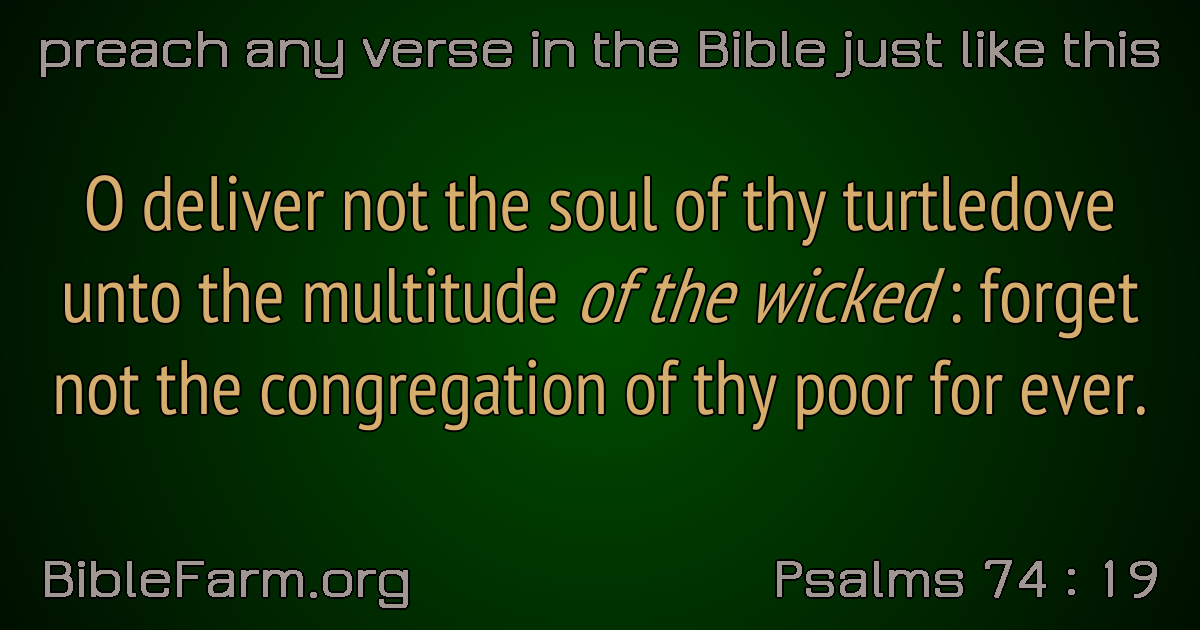 preach any verse in the Bible just like this
O deliver not the soul of thy turtledove
unto the multitude of the wicked : forget
not the congregation of thy poor for ever.
BibleFarm.org
Psalms 74 : 19